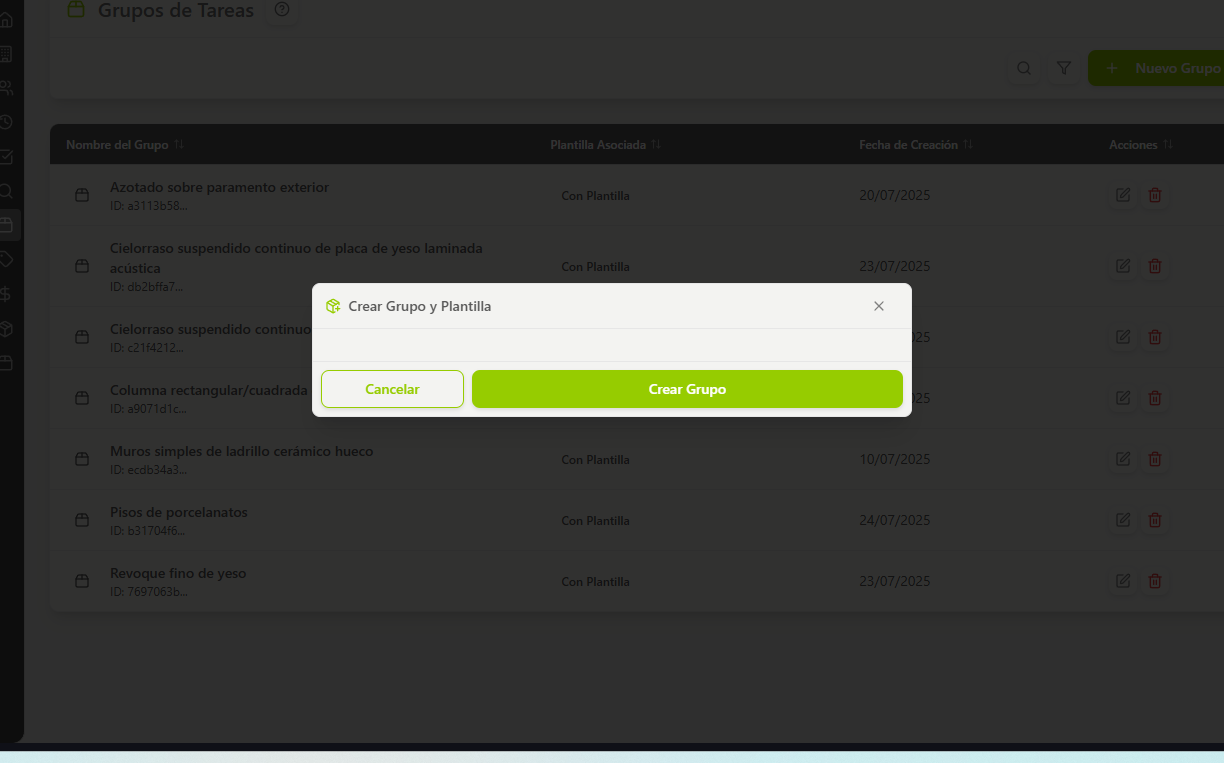 Grupos de Tareas
Nuevo Grupo
Nombre del Grupo
Plantilla Asociada
Fecha de Creación
Acciones
Azotado sobre paramento exterior
ID: a3113b58...
Con Plantilla
20/07/2025
Cielorraso suspendido continuo de placa de yeso laminada
acústica
ID: db2bffa7...
Con Plantilla
23/07/2025
Crear Grupo y Plantilla
Cancelar
Crear Grupo
Cielorraso suspendido continuo
ID: c21f4212...
25
Columna rectangular/cuadrada
ID: a9071d1c...
25
Muros simples de ladrillo cerámico hueco
ID: ecdb34a3...
Con Plantilla
10/07/2025
Pisos de porcelanatos
ID: b31704f6...
Con Plantilla
24/07/2025
Revoque fino de yeso
ID: 7697063b...
Con Plantilla
23/07/2025